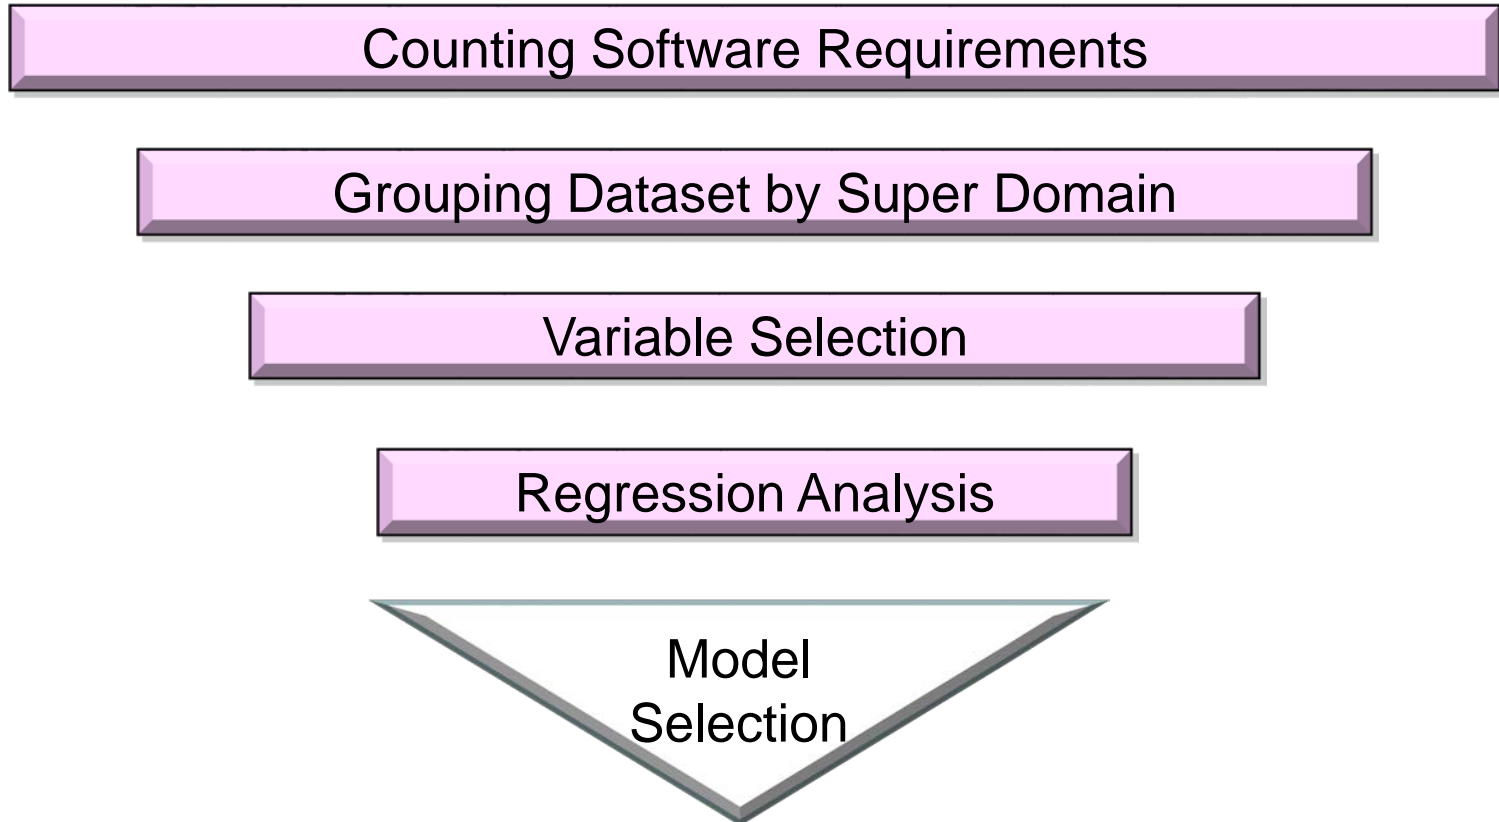 Counting Software Requirements
Grouping Dataset by Super Domain
Variable Selection
Regression Analysis
Model
Selection